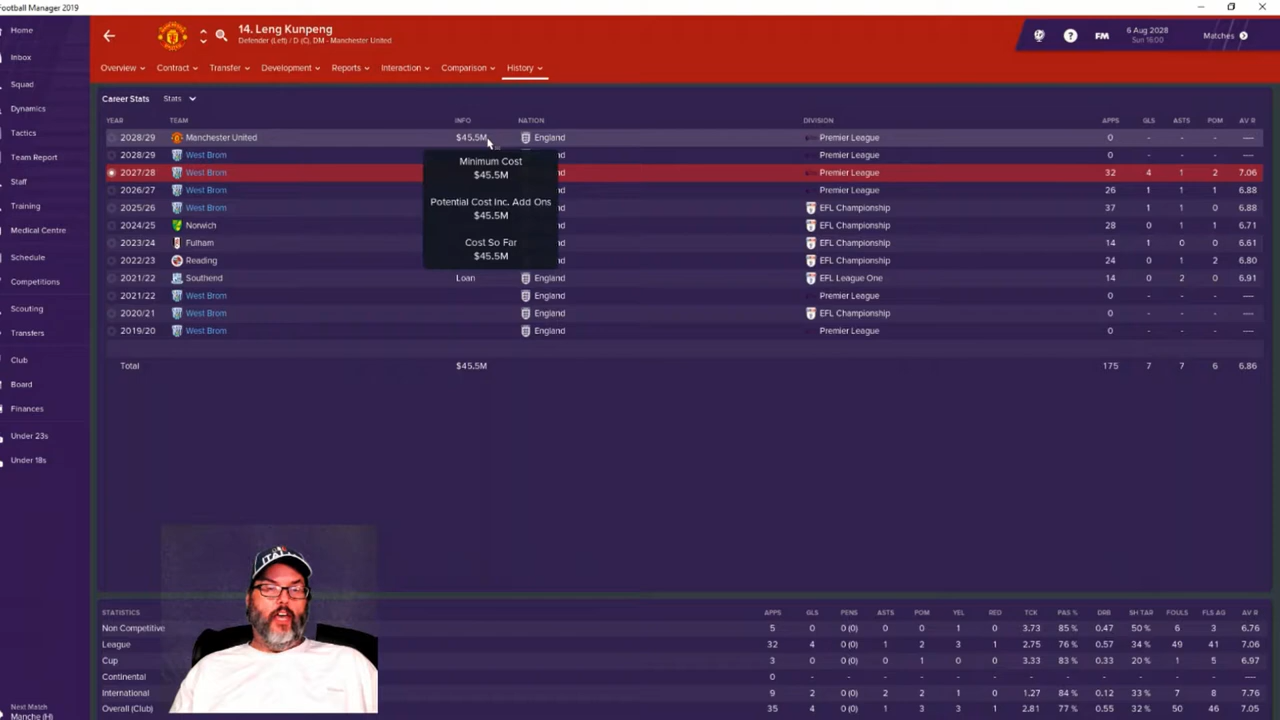 Football Manager 2019
14. Leng Kunpeng
Defender (Left) / D (C), DM - Manchester United
6 Aug 2028
Sun 16:00
FM
Matches
Home
Inbox
Squad
Dynamics
Tactics
Team Report
Staff
Training
Medical Centre
Schedule
Competitions
Scouting
Transfers
Club
Board
Finances
Under 23s
Under 18s
Next Match
Manche (H)
Overview Contract Transfer Development Reports Interaction Comparison History
Career Stats Stats
YEAR TEAM INFO NATION DIVISION APPS GLS ASTS POM AV R
2028/29 Manchester United $45.5M England Premier League 0 - - - ----
2028/29 West Brom Premier League 0 - - - ----
2027/28 West Brom nd Premier League 32 4 1 2 7.06
2026/27 West Brom nd Premier League 26 1 1 1 6.88
2025/26 West Brom nd EFL Championship 37 1 1 0 6.88
2024/25 Norwich nd EFL Championship 28 0 1 1 6.71
2023/24 Fulham nd EFL Championship 14 1 0 0 6.61
2022/23 Reading nd EFL Championship 24 0 1 2 6.80
2021/22 Southend Loan England EFL League One 14 0 2 0 6.91
2021/22 West Brom England Premier League 0 - - - ----
2020/21 West Brom England EFL Championship 0 - - - ----
2019/20 West Brom England Premier League 0 - - - ----
Total $45.5M 175 7 7 6 6.86
Minimum Cost
$45.5M
Potential Cost Inc. Add Ons
$45.5M
Cost So Far
$45.5M
ITALIA
STATISTICS APPS GLS PENS ASTS POM YEL RED TCK PAS % DRB SH TAR FOULS FLS AG AV R
Non Competitive 5 0 0 (0) 0 0 1 0 3.73 85 % 0.47 50 % 6 3 6.76
League 32 4 0 (0) 1 2 3 1 2.75 76 % 0.57 34 % 49 41 7.06
Cup 3 0 0 (0) 0 1 0 0 3.33 83 % 0.33 20 % 1 5 6.97
Continental 0 - - - - - - - - - - - - ----
International 9 2 0 (0) 2 2 1 0 1.27 84 % 0.12 33 % 7 8 7.76
Overall (Club) 35 4 0 (0) 1 3 3 1 2.81 77 % 0.55 32 % 50 46 7.05